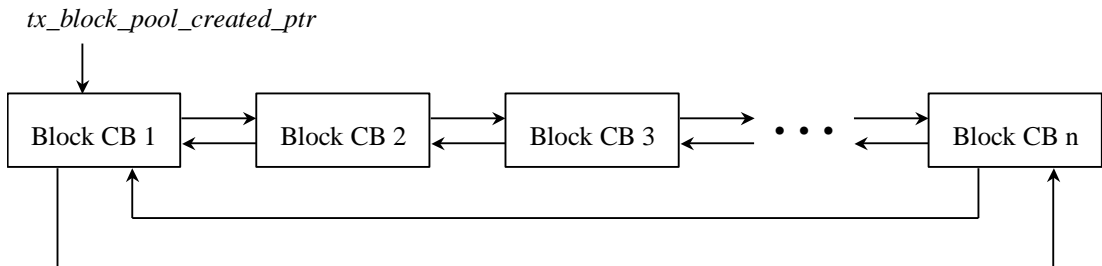 tx_block_pool_created_ptr
Block CB 1
Block CB 2
Block CB 3
• • •
Block CB n